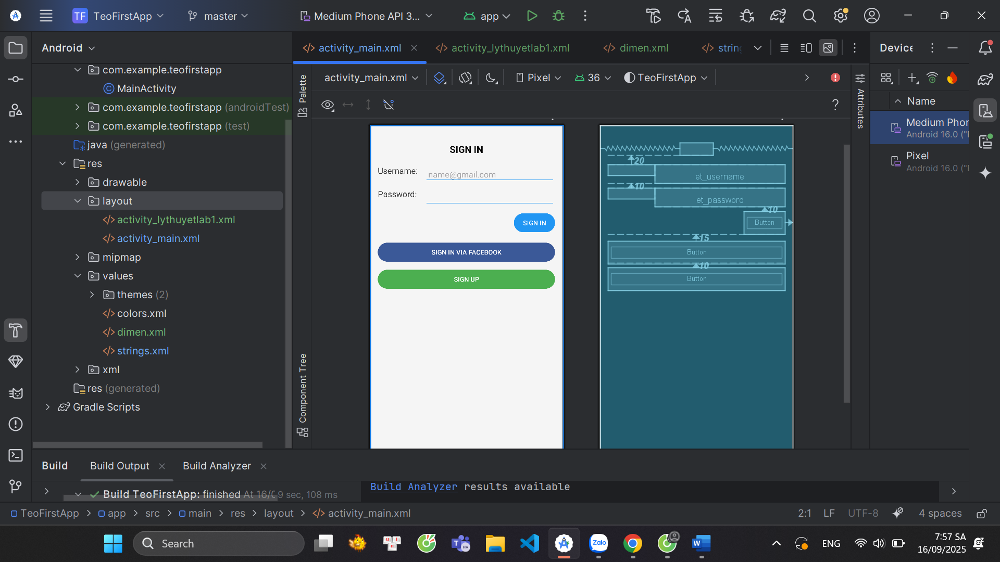 TF TeoFirstApp master Medium Phone API 3... app
Android
activity_main.xml activity_lythuyetlab1.xml dimen.xml string
Device
com.example.teofirstapp
MainActivity
com.example.teofirstapp (androidTest)
com.example.teofirstapp (test)
java (generated)
res
drawable
layout
activity_lythuyetlab1.xml
activity_main.xml
mipmap
values
themes (2)
colors.xml
dimen.xml
strings.xml
xml
res (generated)
Gradle Scripts
Palette
Component Tree
activity_main.xml Pixel 36 TeoFirstApp
?
SIGN IN
Username: name@gmail.com
Password:
SIGN IN
SIGN IN VIA FACEBOOK
SIGN UP
20
et_username
10
et_password
10
Button
15
Button
10
Button
Attributes
Name
Medium Phor
Android 16.0 ("
Pixel
Android 16.0 ("
Build Build Output Build Analyzer
Build TeoFirstApp: finished At 16/0 9 sec, 108 ms
Build Analyzer results available
TeoFirstApp > app > src > main > res > layout > activity_main.xml
2:1 LF UTF-8 4 spaces
Search
u t n
T HV
Zalo
W
ENG
7:57 SA
16/09/2025